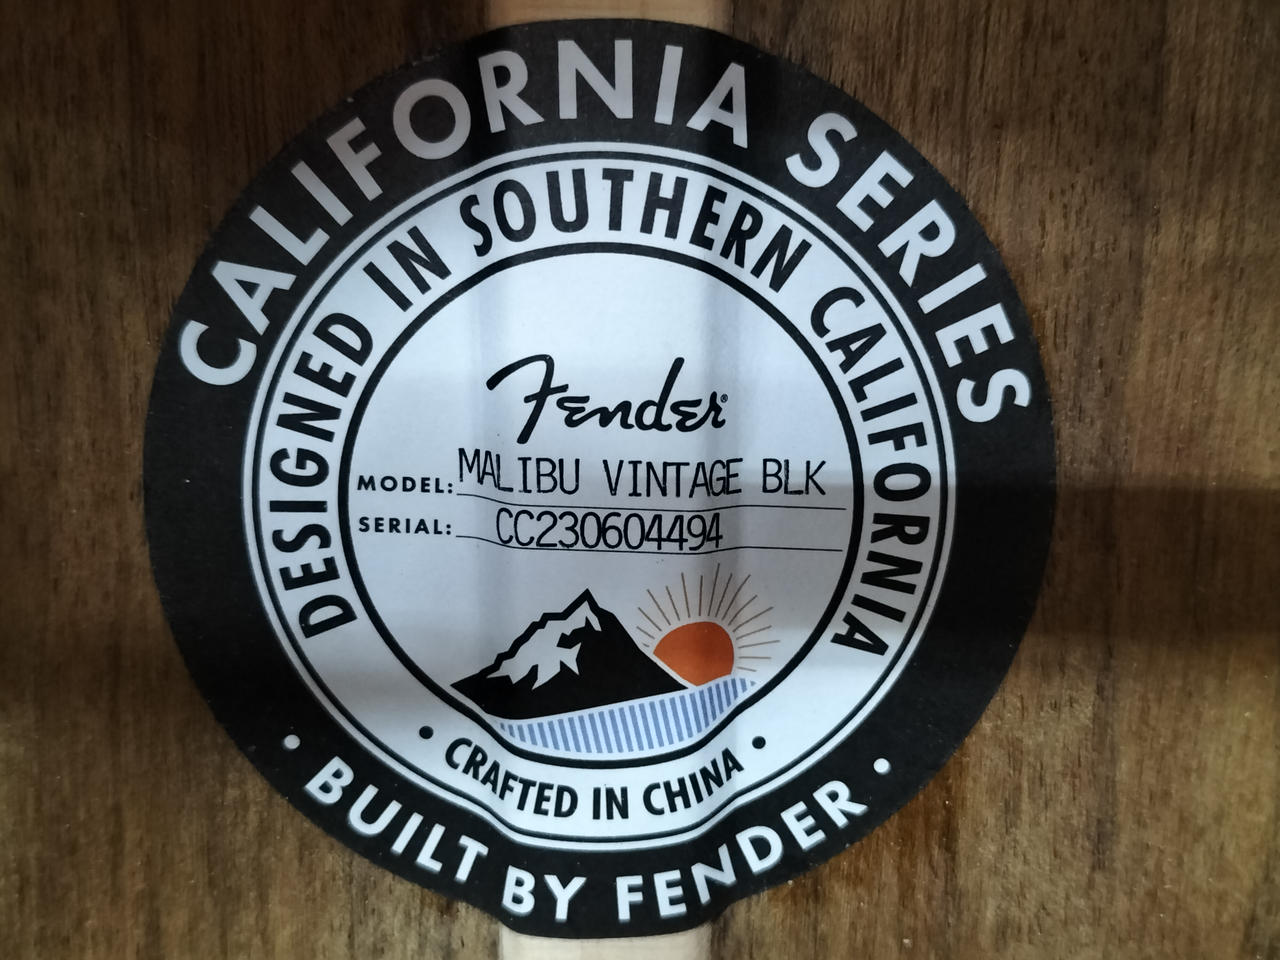 CALIFORNIA SERIES
DESIGNED IN SOUTHERN CALIFORNIA
Fender®
MODEL: MALIBU VINTAGE BLK
SERIAL: CC230604494
• CRAFTED IN CHINA •
• BUILT BY FENDER •